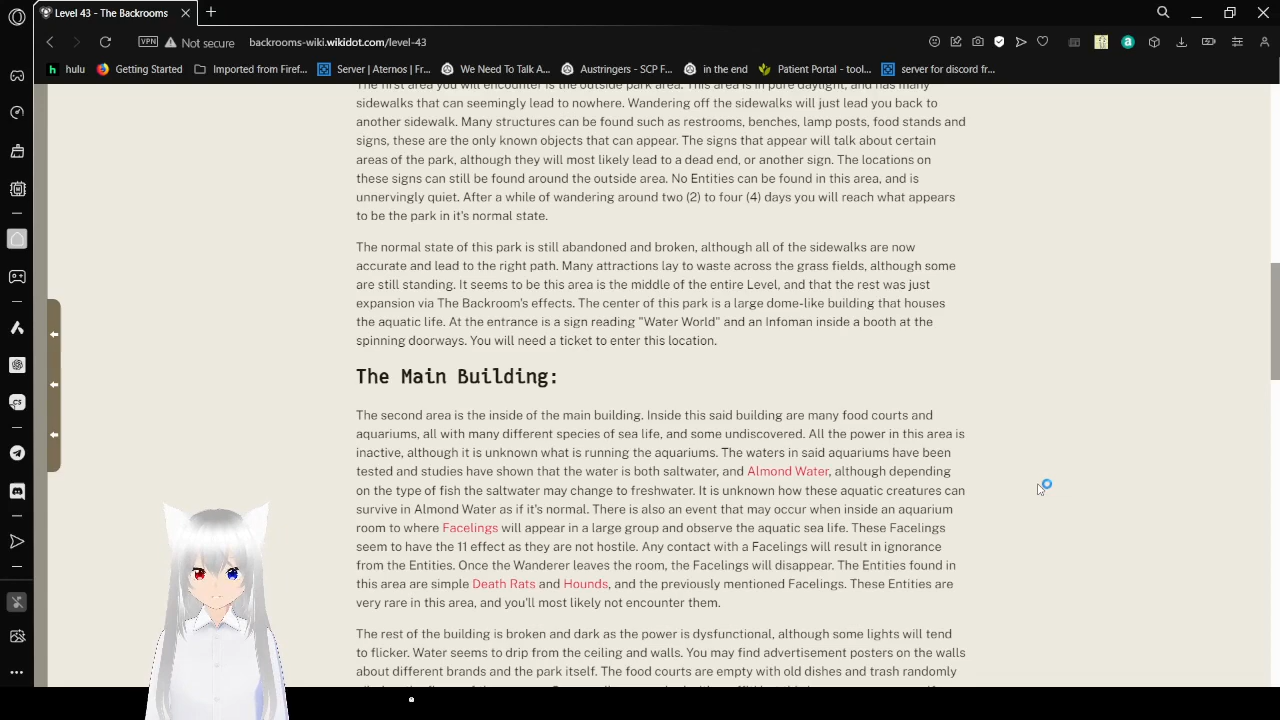 Level 43 - The Backrooms
VPN
Not secure
backrooms-wiki.wikidot.com/level-43
hulu
Getting Started
Imported from Firef...
Server | Aternos | Fr...
We Need To Talk A...
Austringers - SCP F...
in the end
Patient Portal - tool...
server for discord fr...
The first area you will encounter is the outside park area. This area is in pure daylight, and has many
sidewalks that can seemingly lead to nowhere. Wandering off the sidewalks will just lead you back to
another sidewalk. Many structures can be found such as restrooms, benches, lamp posts, food stands and
signs, these are the only known objects that can appear. The signs that appear will talk about certain
areas of the park, although they will most likely lead to a dead end, or another sign. The locations on
these signs can still be found around the outside area. No Entities can be found in this area, and is
unnervingly quiet. After a while of wandering around two (2) to four (4) days you will reach what appears
to be the park in it's normal state.
The normal state of this park is still abandoned and broken, although all of the sidewalks are now
accurate and lead to the right path. Many attractions lay to waste across the grass fields, although some
are still standing. It seems to be this area is the middle of the entire Level, and that the rest was just
expansion via The Backroom's effects. The center of this park is a large dome-like building that houses
the aquatic life. At the entrance is a sign reading "Water World" and an Infoman inside a booth at the
spinning doorways. You will need a ticket to enter this location.
The Main Building:
The second area is the inside of the main building. Inside this said building are many food courts and
aquariums, all with many different species of sea life, and some undiscovered. All the power in this area is
inactive, although it is unknown what is running the aquariums. The waters in said aquariums have been
tested and studies have shown that the water is both saltwater, and Almond Water, although depending
on the type of fish the saltwater may change to freshwater. It is unknown how these aquatic creatures can
survive in Almond Water as if it's normal. There is also an event that may occur when inside an aquarium
room to where Facelings will appear in a large group and observe the aquatic sea life. These Facelings
seem to have the 11 effect as they are not hostile. Any contact with a Facelings will result in ignorance
from the Entities. Once the Wanderer leaves the room, the Facelings will disappear. The Entities found in
this area are simple Death Rats and Hounds, and the previously mentioned Facelings. These Entities are
very rare in this area, and you'll most likely not encounter them.
The rest of the building is broken and dark as the power is dysfunctional, although some lights will tend
to flicker. Water seems to drip from the ceiling and walls. You may find advertisement posters on the walls
about different brands and the park itself. The food courts are empty with old dishes and trash randomly